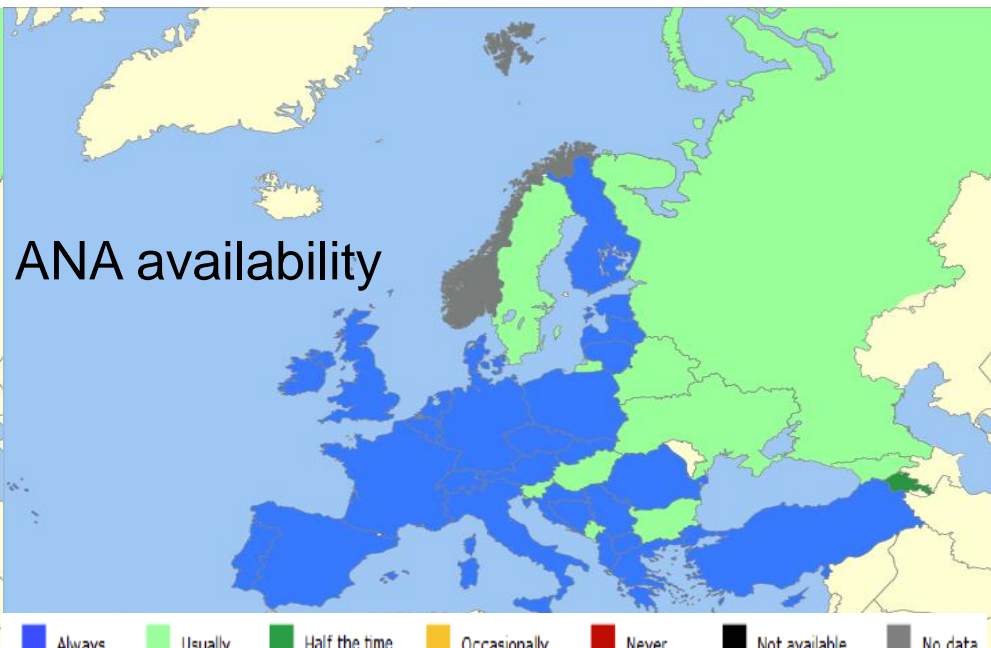 ANA availability
Always Usually Half the time Occasionally Never Not available No data